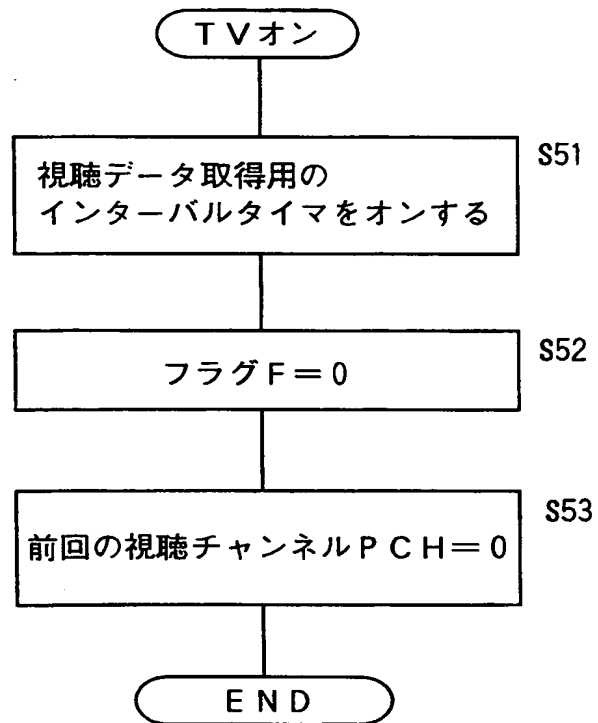 TVオン
視聴データ取得用の
インターバルタイマをオンする
S51
フラグF=0
S52
前回の視聴チャンネルPCH=0
S53
END